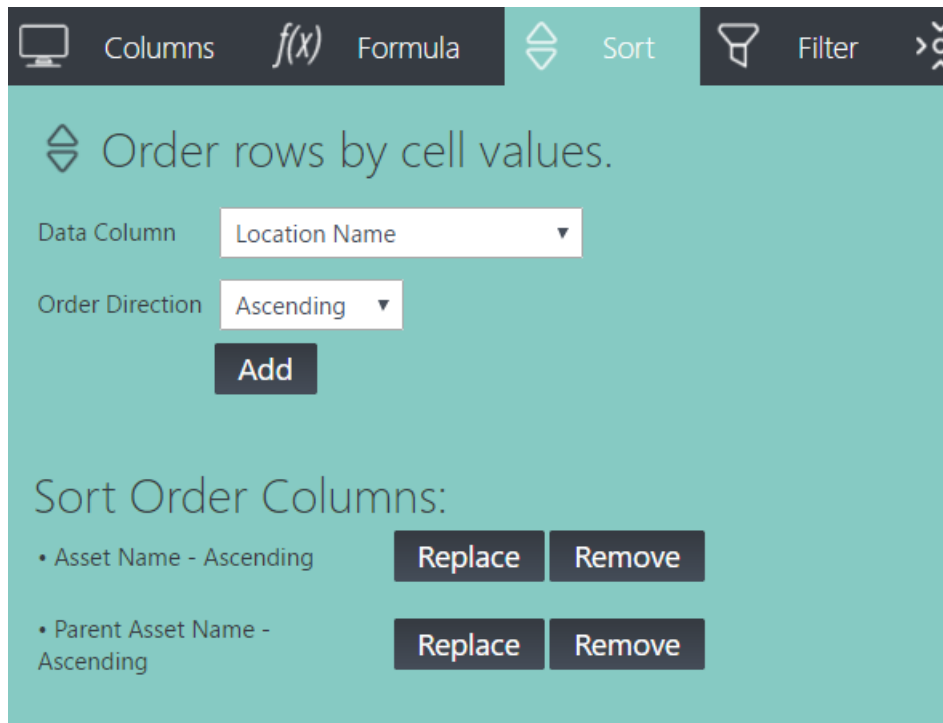 Columns f(x) Formula Sort Filter
Order rows by cell values.
Data Column Location Name
Order Direction Ascending
Add
Sort Order Columns:
• Asset Name - Ascending Replace Remove
• Parent Asset Name -
Ascending Replace Remove